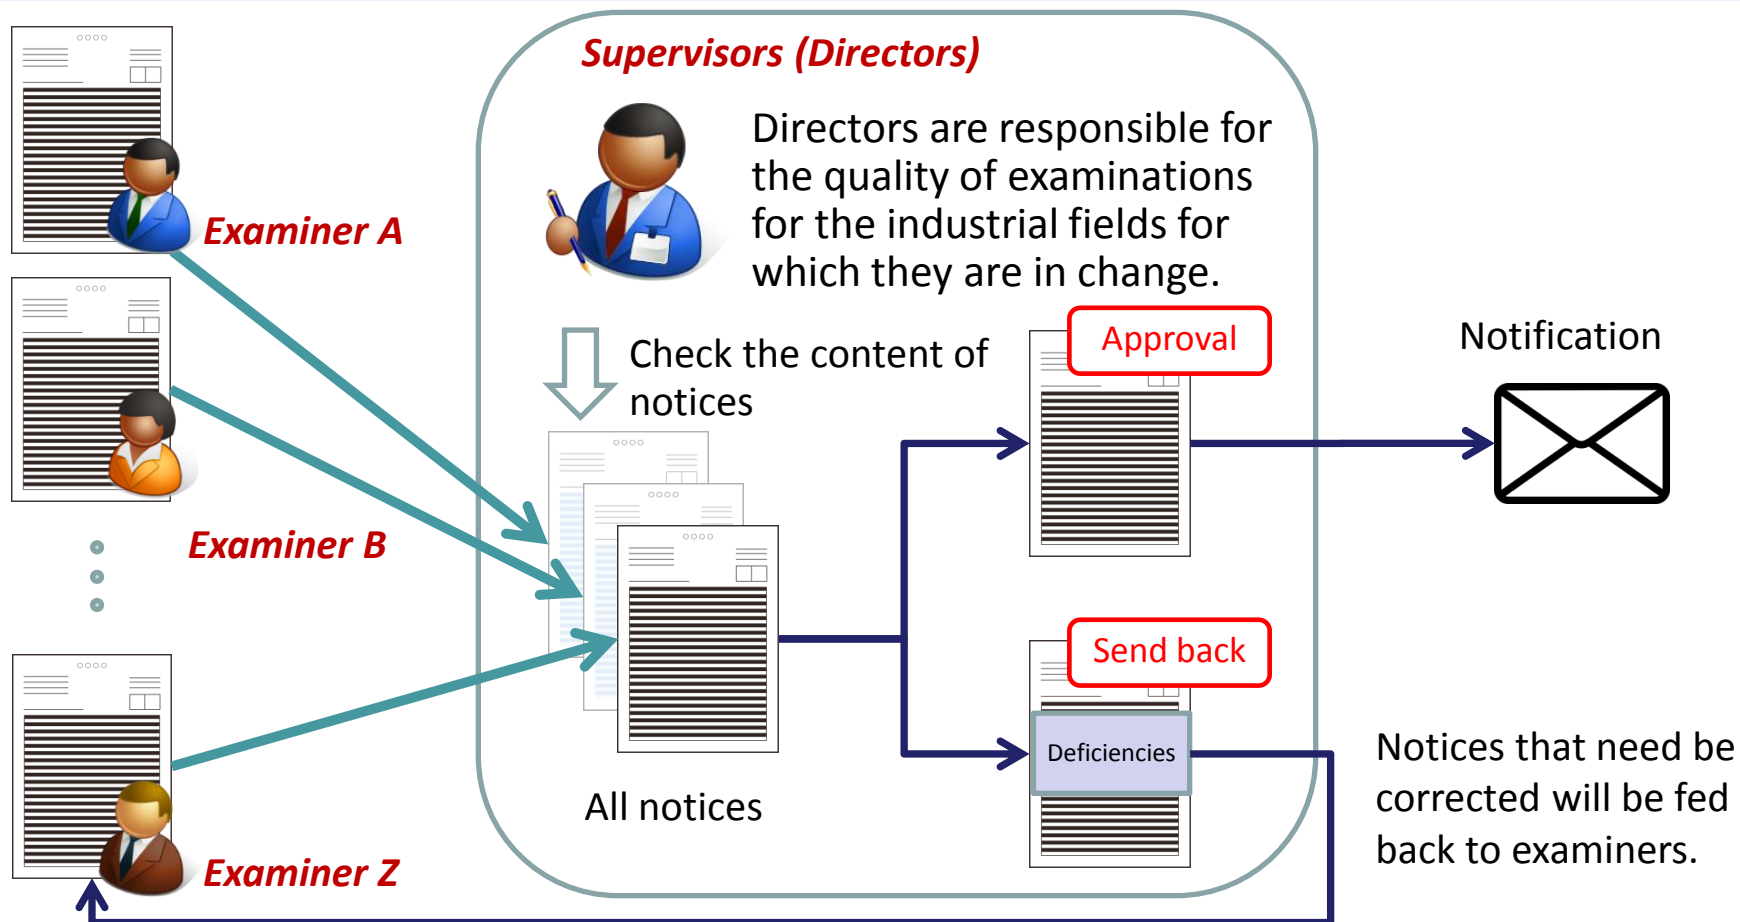 Supervisors (Directors)
Directors are responsible for
the quality of examinations
for the industrial fields for
which they are in change.
Examiner A
Check the content of
notices
Approval
Notification
Examiner B
Send back
Deficiencies
All notices
Notices that need be
corrected will be fed
back to examiners.
Examiner Z